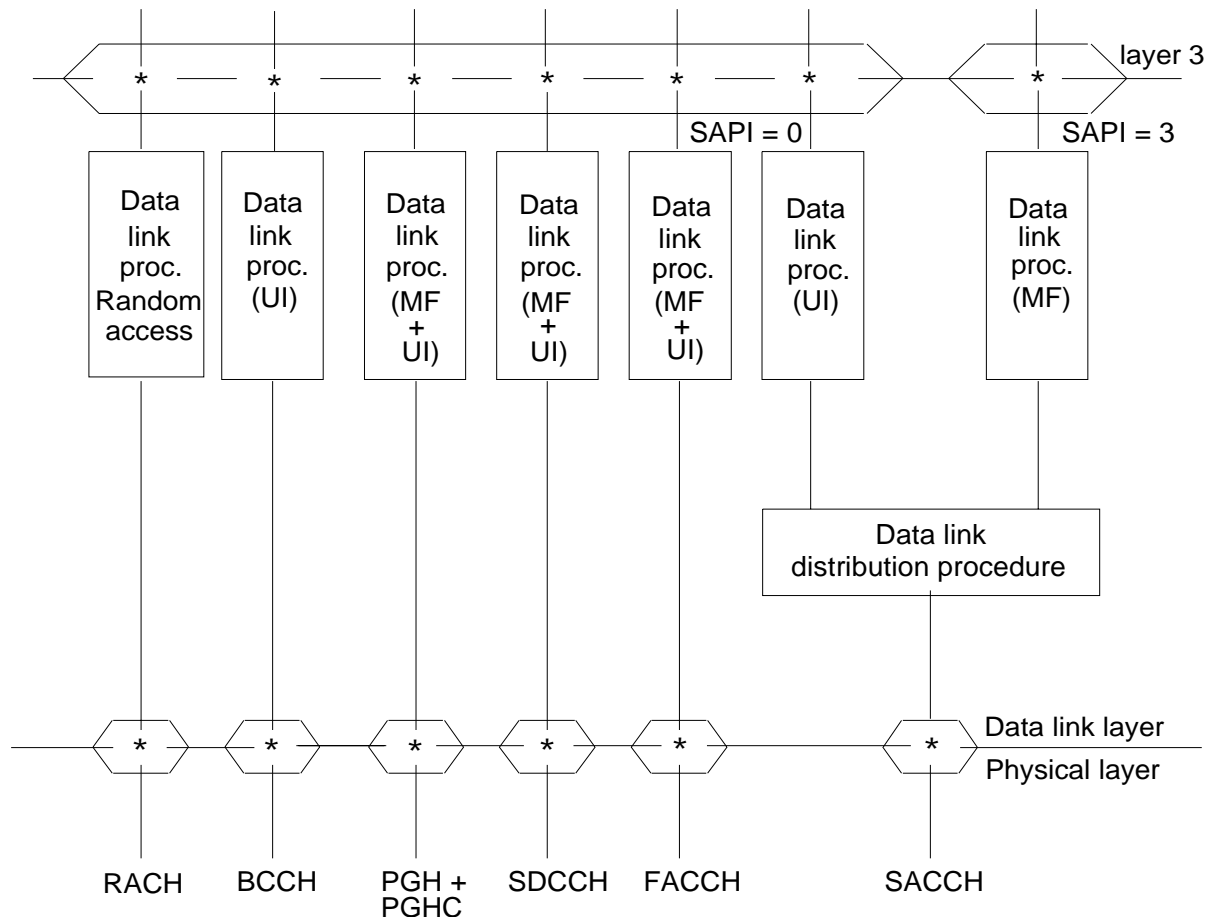 layer 3
* * * * * * *
SAPI = 0
SAPI = 3
Data
link
proc.
Random
access
Data
link
proc.
(UI)
Data
link
proc.
(MF
+
UI)
Data
link
proc.
(MF
+
UI)
Data
link
proc.
(MF
+
UI)
Data
link
proc.
(UI)
Data
link
proc.
(MF)
Data link
distribution procedure
* * * * * *
Data link layer
Physical layer
RACH
BCCH
PGH +
PGHC
SDCCH
FACCH
SACCH